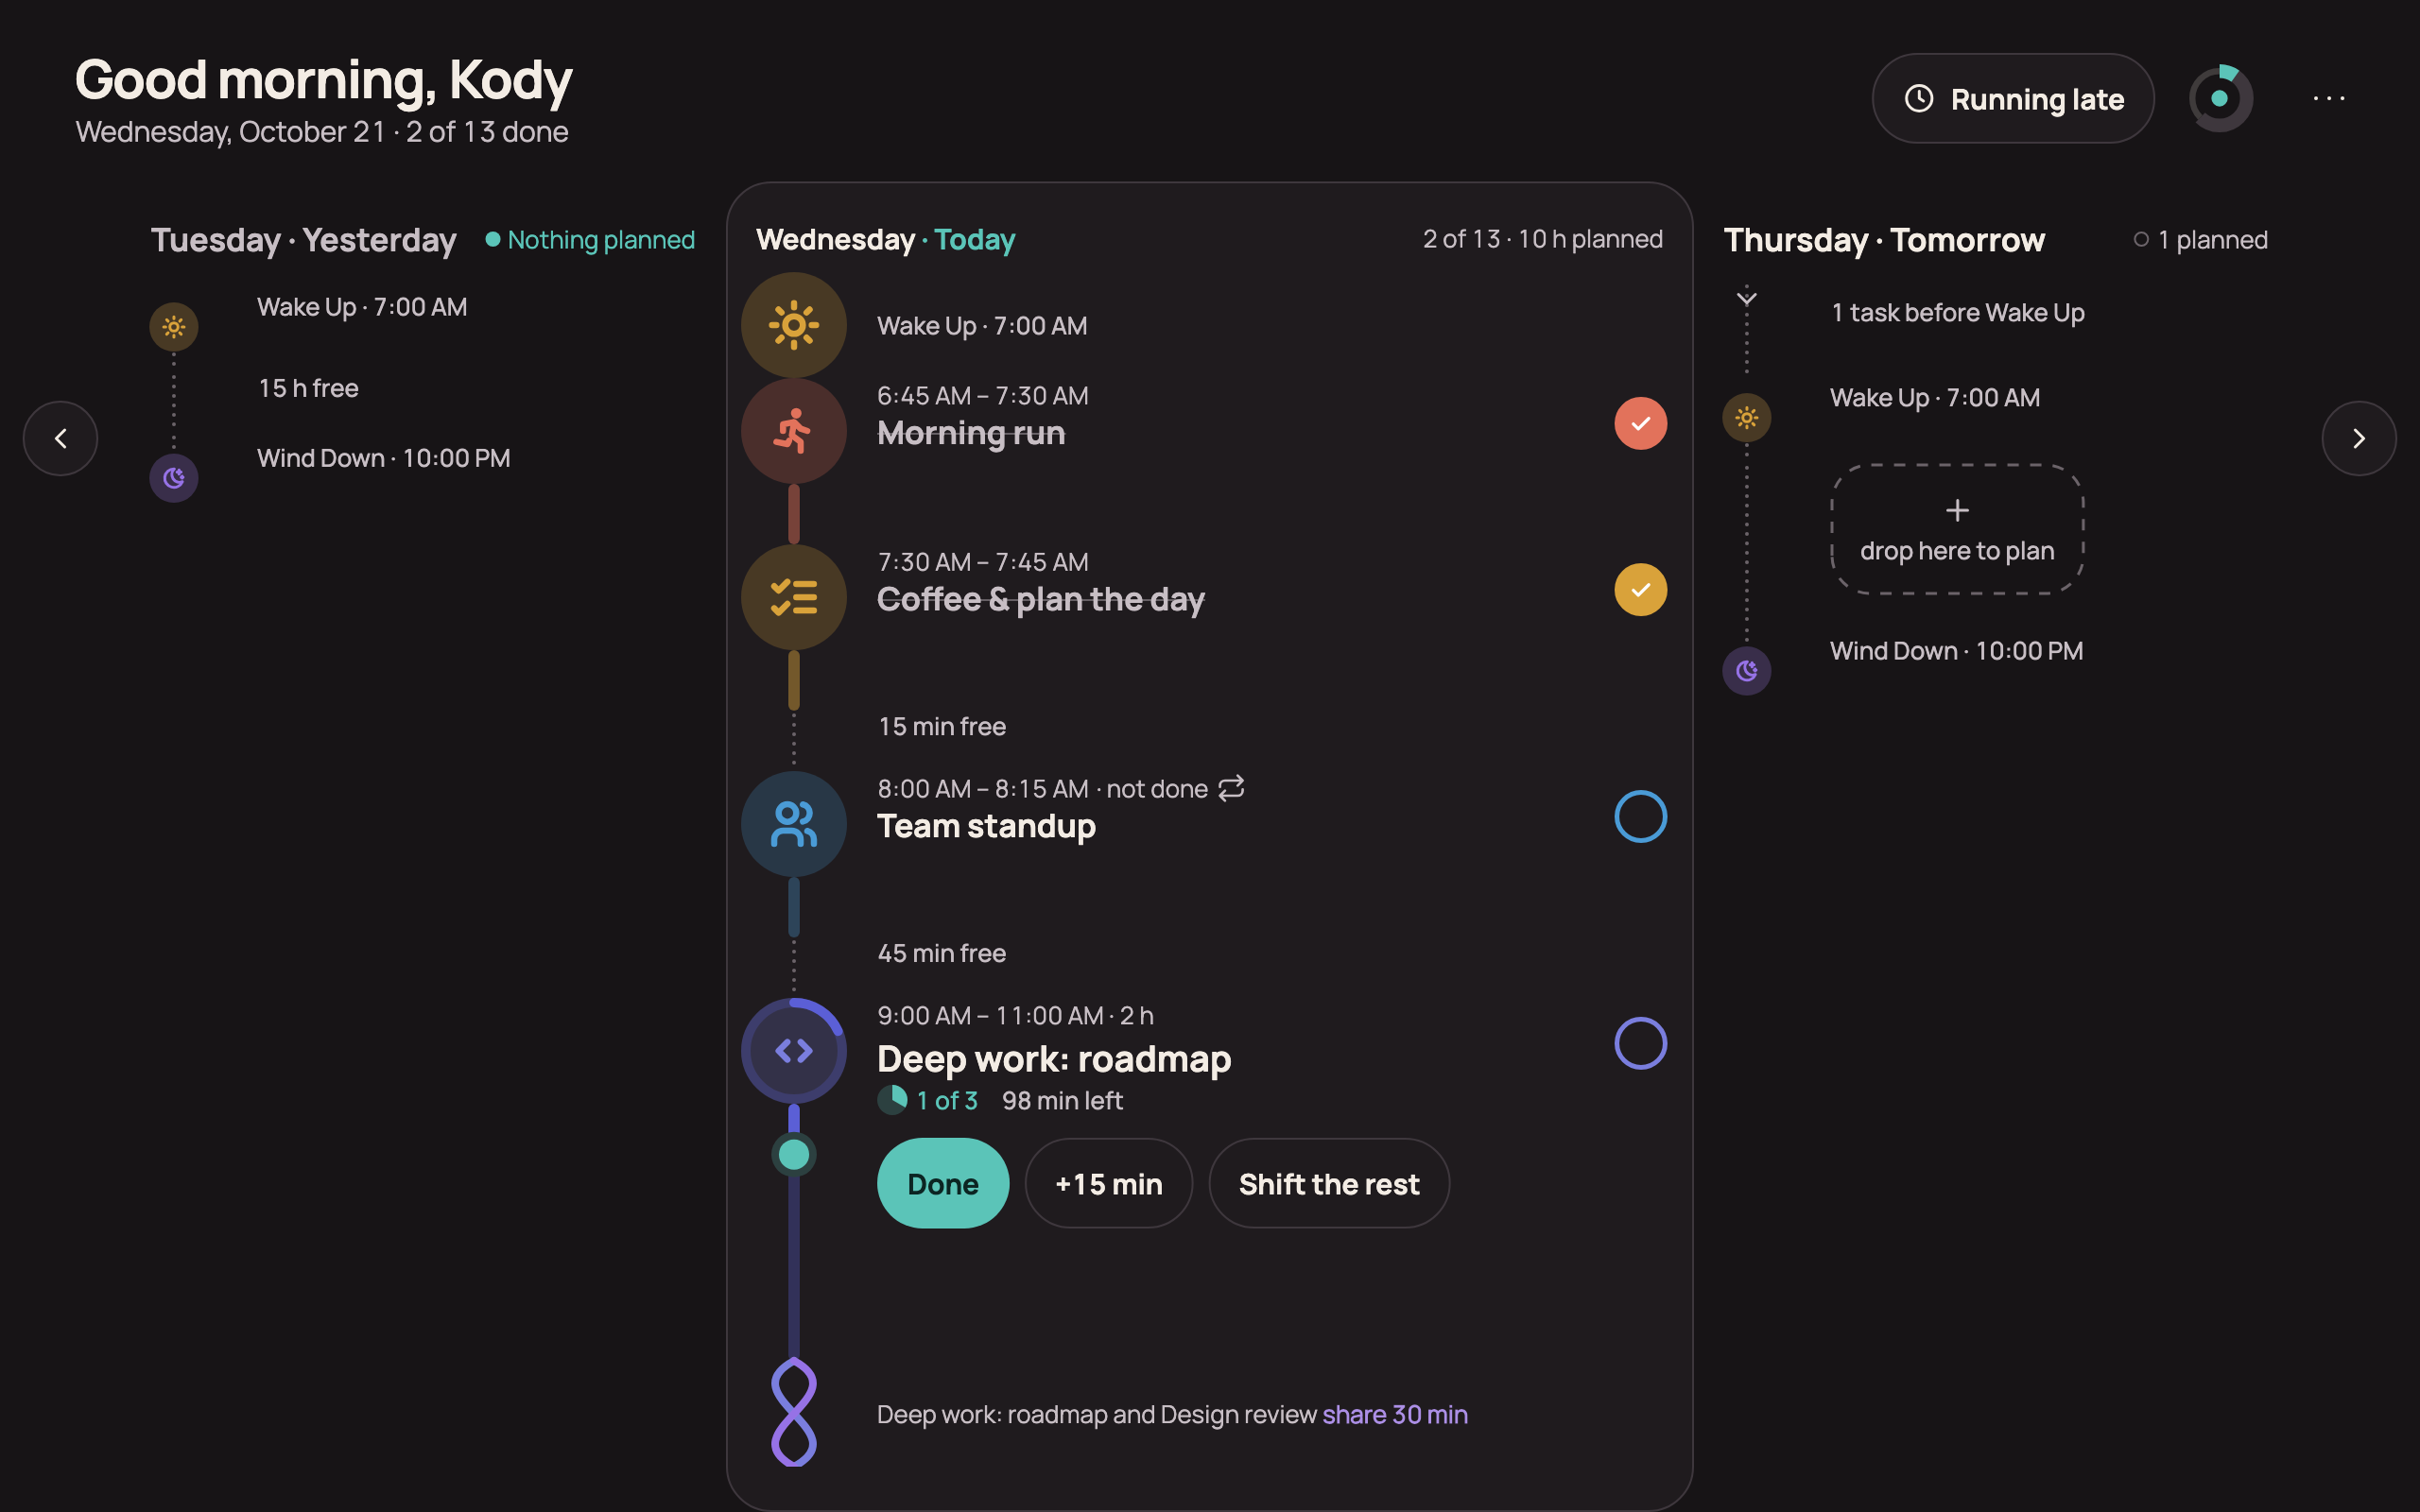 Good morning, Kody
Wednesday, October 21 · 2 of 13 done
Running late
Tuesday · Yesterday
Nothing planned
Wake Up · 7:00 AM
15 h free
Wind Down · 10:00 PM
Wednesday · Today
2 of 13 · 10 h planned
Wake Up · 7:00 AM
6:45 AM – 7:30 AM
Morning run
7:30 AM – 7:45 AM
Coffee & plan the day
15 min free
8:00 AM – 8:15 AM · not done
Team standup
45 min free
9:00 AM – 11:00 AM · 2 h
Deep work: roadmap
1 of 3 98 min left
Done
+15 min
Shift the rest
Deep work: roadmap and Design review share 30 min
Thursday · Tomorrow
1 planned
1 task before Wake Up
Wake Up · 7:00 AM
drop here to plan
Wind Down · 10:00 PM